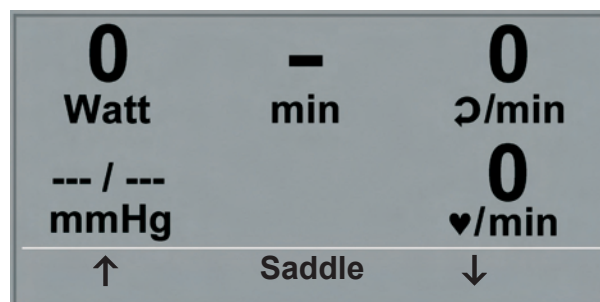 0 – 0
Watt min ⊃/min
--- / --- 0
mmHg ♥/min
↑ Saddle ↓